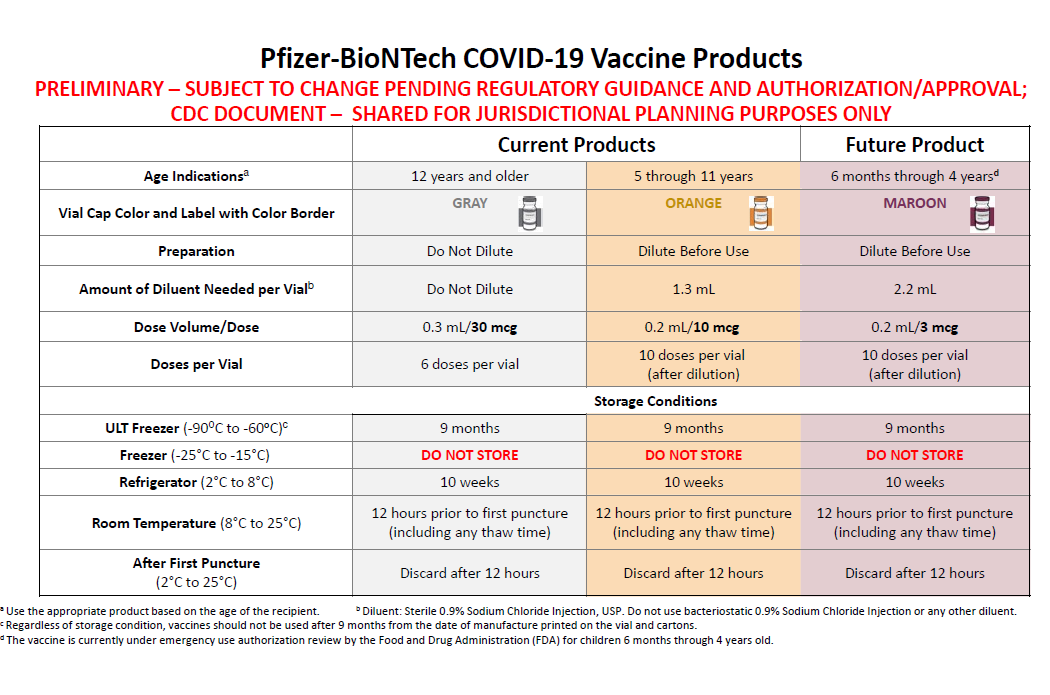 Pfizer-BioNTech COVID-19 Vaccine Products
PRELIMINARY – SUBJECT TO CHANGE PENDING REGULATORY GUIDANCE AND AUTHORIZATION/APPROVAL;
CDC DOCUMENT – SHARED FOR JURISDICTIONAL PLANNING PURPOSES ONLY
Current Products Future Product
Age Indicationsᵃ 12 years and older 5 through 11 years 6 months through 4 yearsᵈ
Vial Cap Color and Label with Color Border GRAY ORANGE MAROON
Preparation Do Not Dilute Dilute Before Use Dilute Before Use
Amount of Diluent Needed per Vialᵇ Do Not Dilute 1.3 mL 2.2 mL
Dose Volume/Dose 0.3 mL/30 mcg 0.2 mL/10 mcg 0.2 mL/3 mcg
Doses per Vial 6 doses per vial 10 doses per vial (after dilution) 10 doses per vial (after dilution)
Storage Conditions
ULT Freezer (-90⁰C to -60ºC)ᶜ 9 months 9 months 9 months
Freezer (-25°C to -15°C) DO NOT STORE DO NOT STORE DO NOT STORE
Refrigerator (2°C to 8°C) 10 weeks 10 weeks 10 weeks
Room Temperature (8°C to 25°C) 12 hours prior to first puncture (including any thaw time) 12 hours prior to first puncture (including any thaw time) 12 hours prior to first puncture (including any thaw time)
After First Puncture (2°C to 25°C) Discard after 12 hours Discard after 12 hours Discard after 12 hours
ᵃ Use the appropriate product based on the age of the recipient. ᵇ Diluent: Sterile 0.9% Sodium Chloride Injection, USP. Do not use bacteriostatic 0.9% Sodium Chloride Injection or any other diluent.
ᶜ Regardless of storage condition, vaccines should not be used after 9 months from the date of manufacture printed on the vial and cartons.
ᵈ The vaccine is currently under emergency use authorization review by the Food and Drug Administration (FDA) for children 6 months through 4 years old.